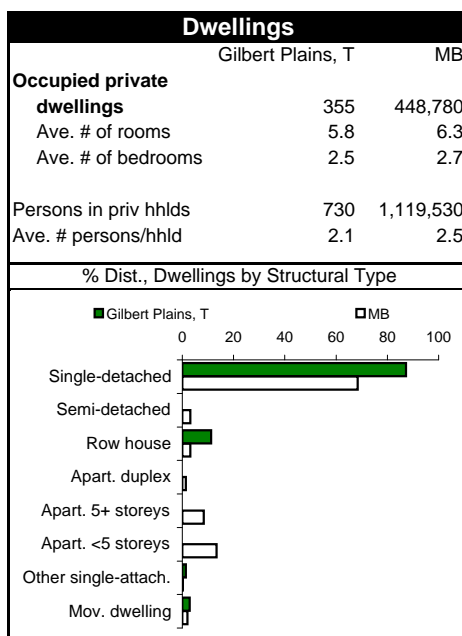 Dwellings
Gilbert Plains, T MB
Occupied private
dwellings 355 448,780
Ave. # of rooms 5.8 6.3
Ave. # of bedrooms 2.5 2.7
Persons in priv hhlds 730 1,119,530
Ave. # persons/hhld 2.1 2.5
% Dist., Dwellings by Structural Type
Gilbert Plains, T MB
0 20 40 60 80 100
Single-detached
Semi-detached
Row house
Apart. duplex
Apart. 5+ storeys
Apart. <5 storeys
Other single-attach.
Mov. dwelling